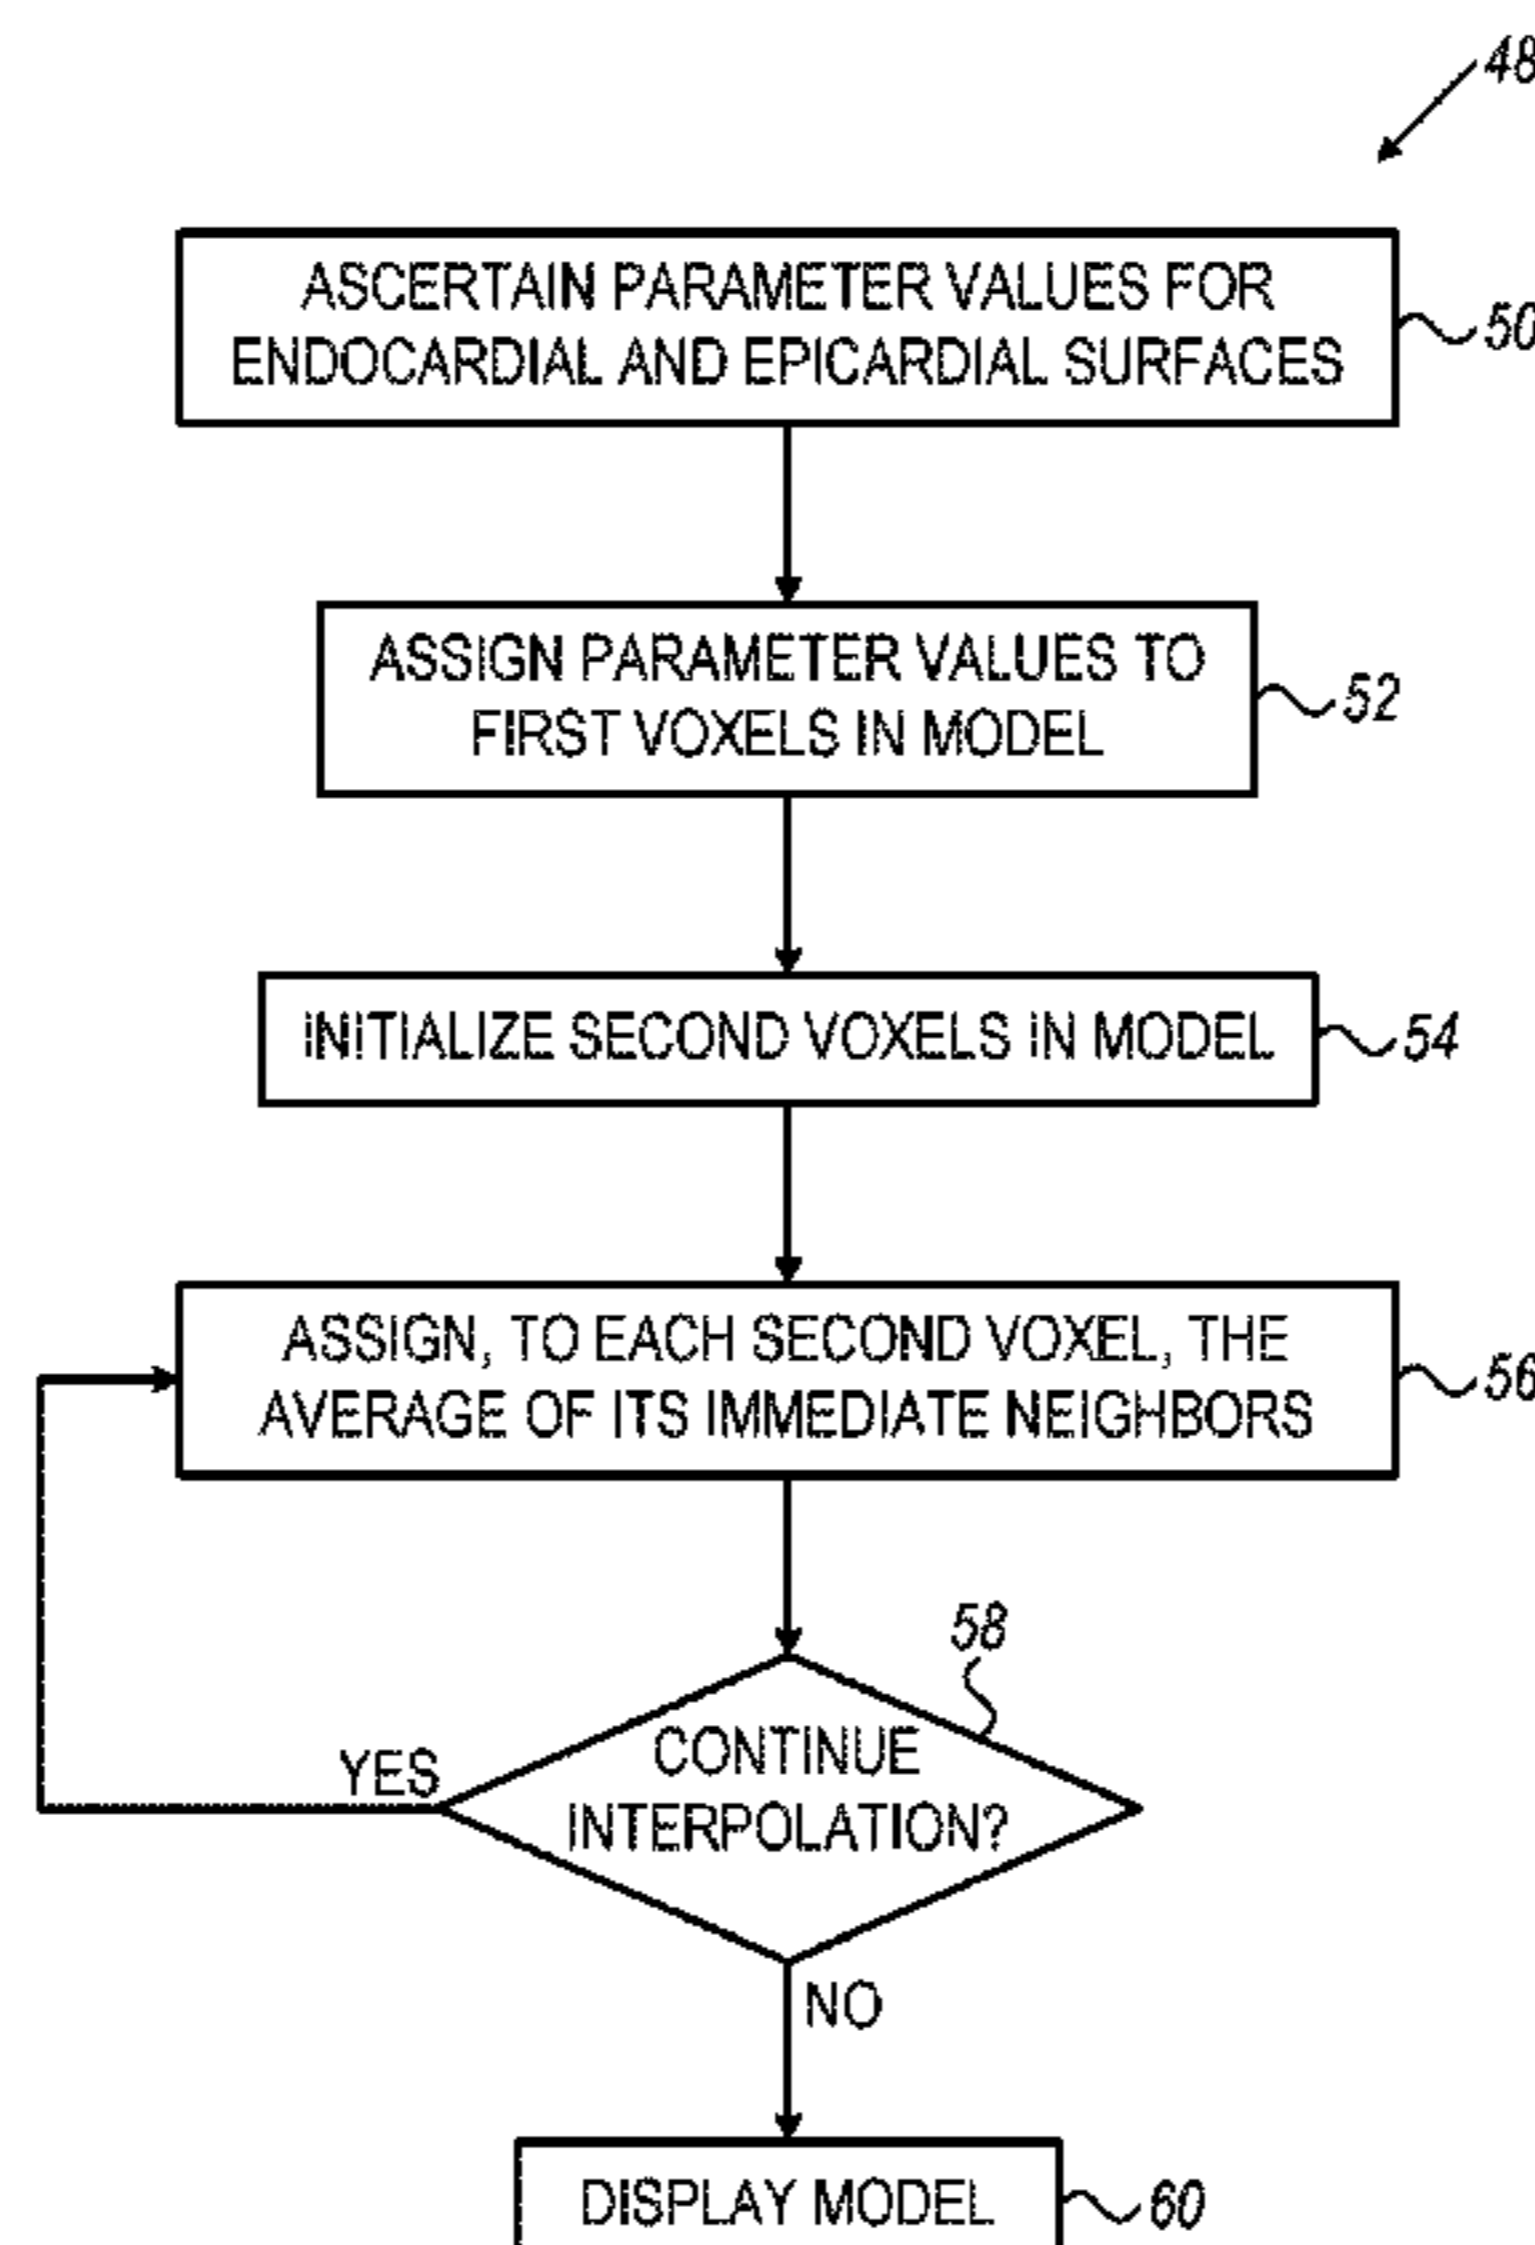 48
ASCERTAIN PARAMETER VALUES FOR
ENDOCARDIAL AND EPICARDIAL SURFACES
50
ASSIGN PARAMETER VALUES TO
FIRST VOXELS IN MODEL
52
INITIALIZE SECOND VOXELS IN MODEL
54
ASSIGN, TO EACH SECOND VOXEL, THE
AVERAGE OF ITS IMMEDIATE NEIGHBORS
56
58
CONTINUE
INTERPOLATION?
YES
NO
DISPLAY MODEL
60